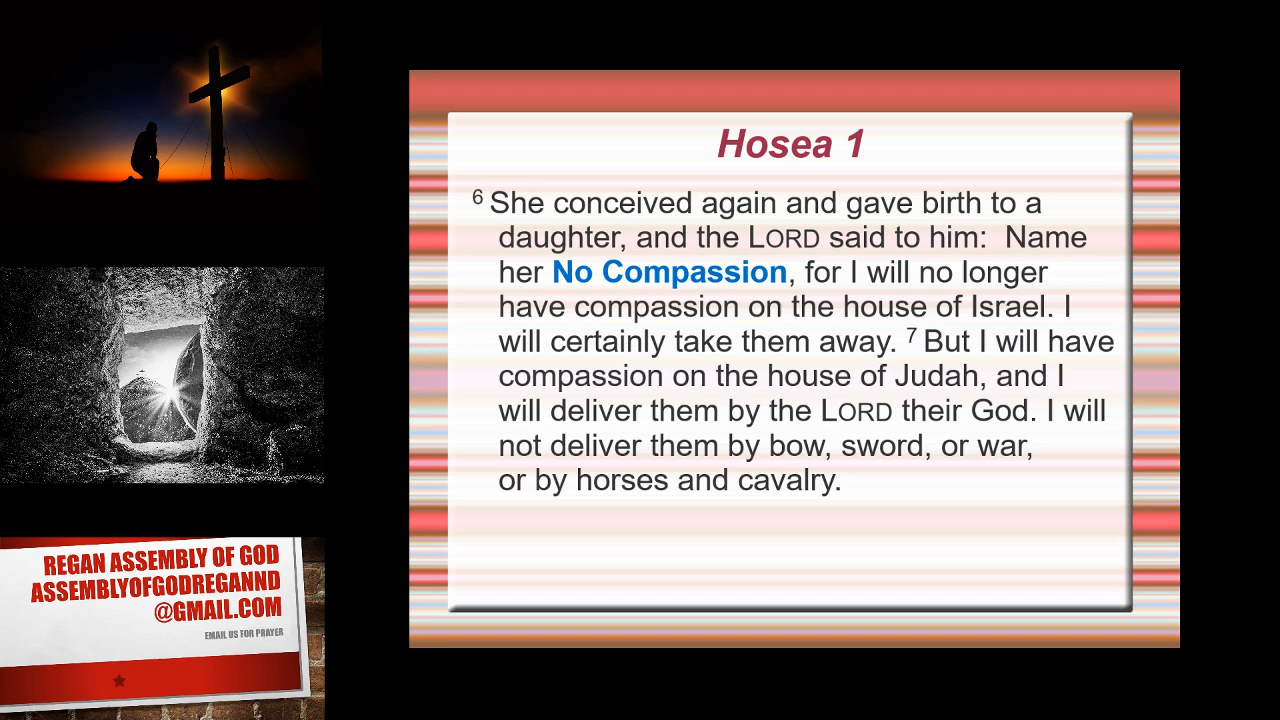 Hosea 1
6 She conceived again and gave birth to a
daughter, and the LORD said to him:  Name
her No Compassion, for I will no longer
have compassion on the house of Israel. I
will certainly take them away. 7 But I will have
compassion on the house of Judah, and I
will deliver them by the LORD their God. I will
not deliver them by bow, sword, or war,
or by horses and cavalry.
REGAN ASSEMBLY OF GOD
ASSEMBLYOFGODREGANND
@GMAIL.COM
EMAIL US FOR PRAYER